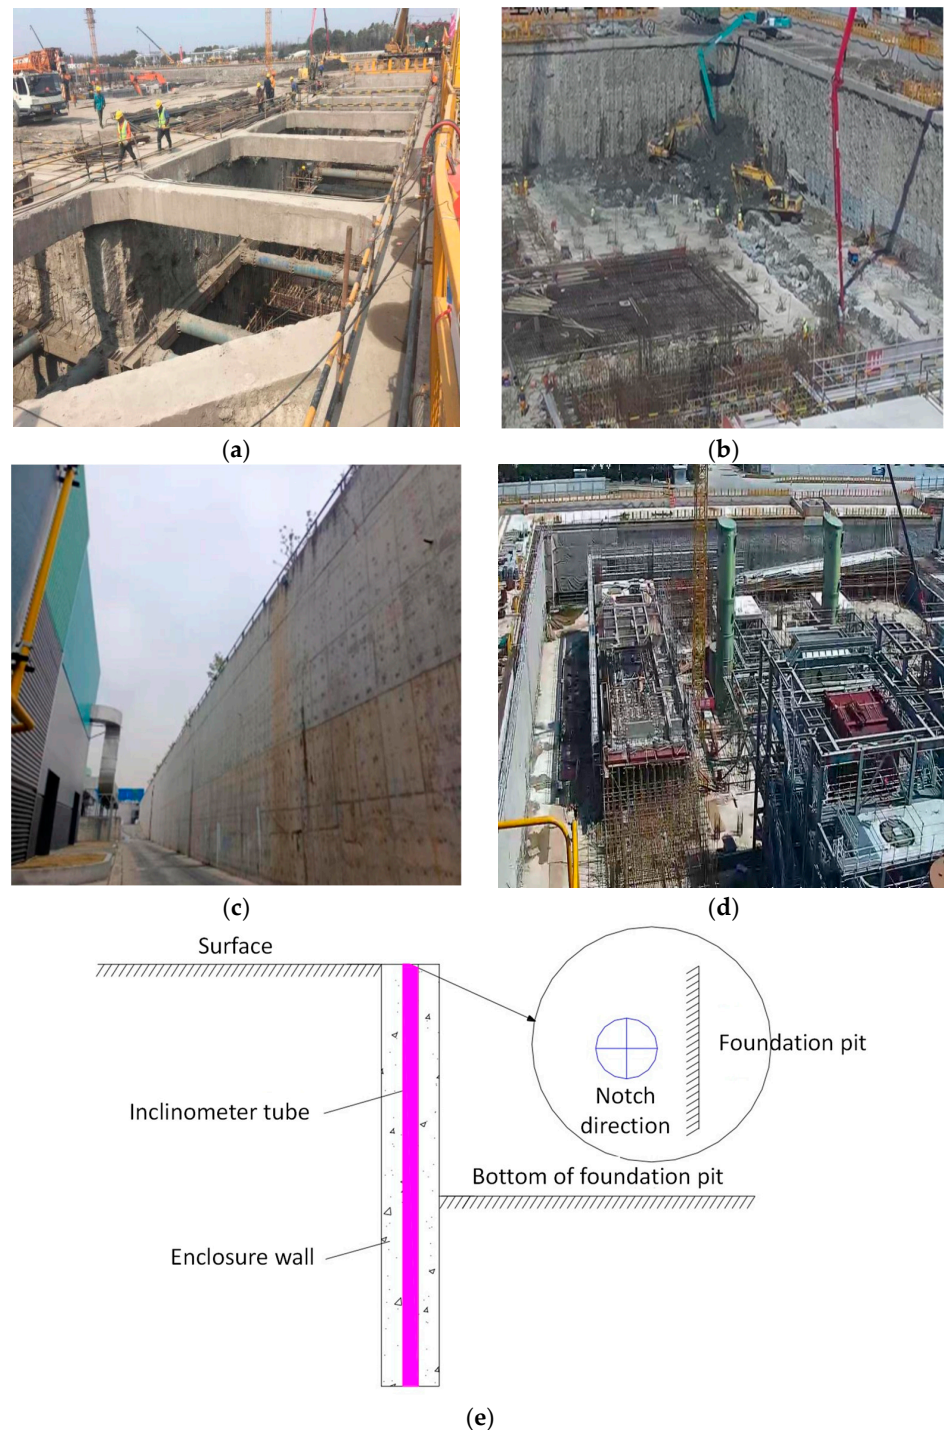 (a)
(b)
(c)
(d)
Surface
Foundation pit
Notch
direction
Inclinometer tube
Bottom of foundation pit
Enclosure wall
(e)